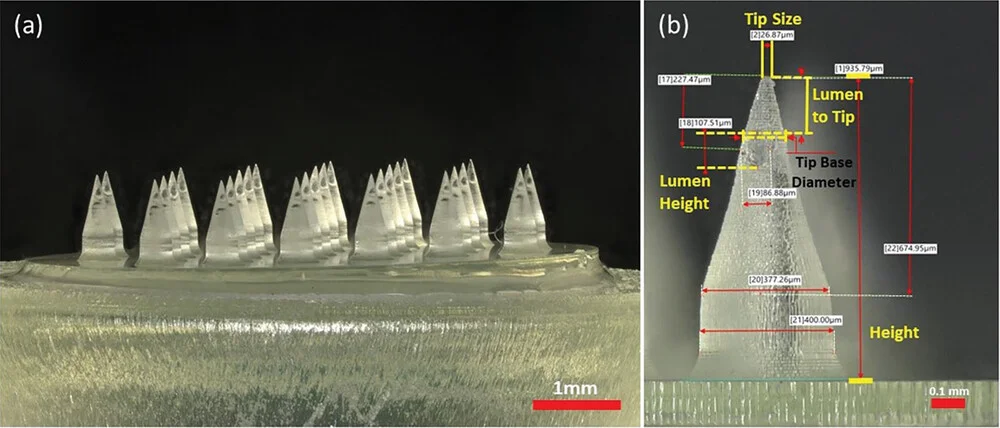 (a)
1mm
(b)
Tip Size
[2]26.87μm
[1]935.79μm
[17]227.47μm
Lumen
to Tip
[18]107.51μm
Tip Base
Diameter
Lumen
Height
[19]86.88μm
[22]674.95μm
[20]377.26μm
[21]400.00μm
Height
0.1 mm